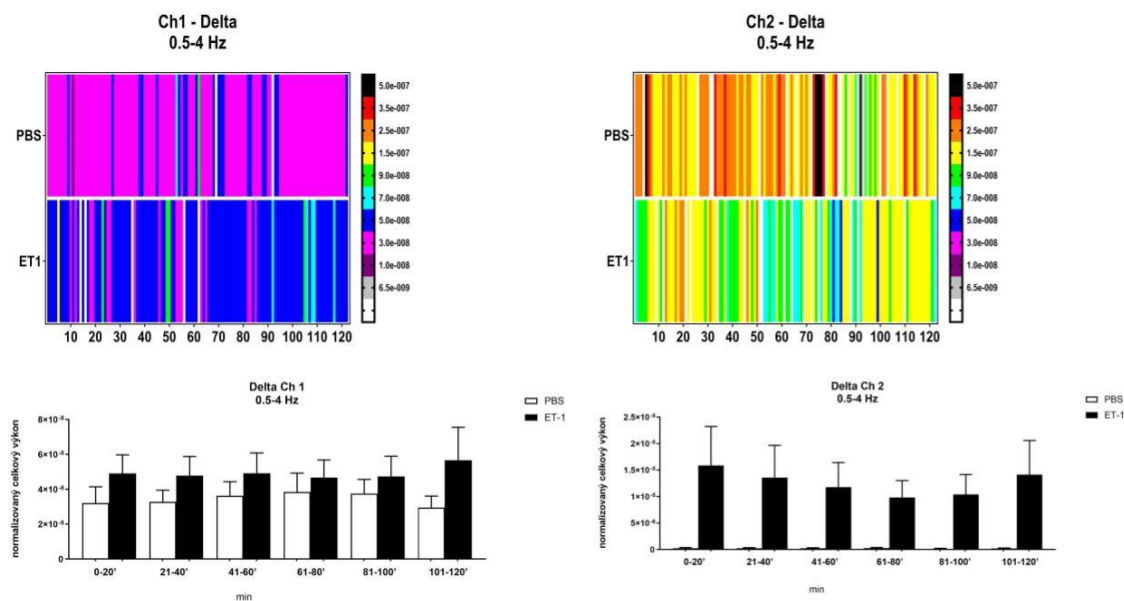 Ch1 - Delta
0.5-4 Hz
PBS
ET1
10 20 30 40 50 60 70 80 90 100 110 120
5.0e-007
3.5e-007
2.5e-007
1.5e-007
9.0e-008
7.0e-008
5.0e-008
3.0e-008
1.0e-008
6.5e-009
Ch2 - Delta
0.5-4 Hz
PBS
ET1
10 20 30 40 50 60 70 80 90 100 110 120
5.0e-007
3.5e-007
2.5e-007
1.5e-007
9.0e-008
7.0e-008
5.0e-008
3.0e-008
1.0e-008
6.5e-009
Delta Ch 1
0.5-4 Hz
PBS
ET-1
normalizovaný celkový výkon
8×10⁻⁸
6×10⁻⁸
4×10⁻⁸
2×10⁻⁸
0
0-20' 21-40' 41-60' 61-80' 81-100' 101-120'
min
Delta Ch 2
0.5-4 Hz
PBS
ET-1
normalizovaný celkový výkon
2.5×10⁻⁶
2×10⁻⁶
1.5×10⁻⁶
1×10⁻⁶
5×10⁻⁶
0
0-20' 21-40' 41-60' 61-80' 81-100' 101-120'
min